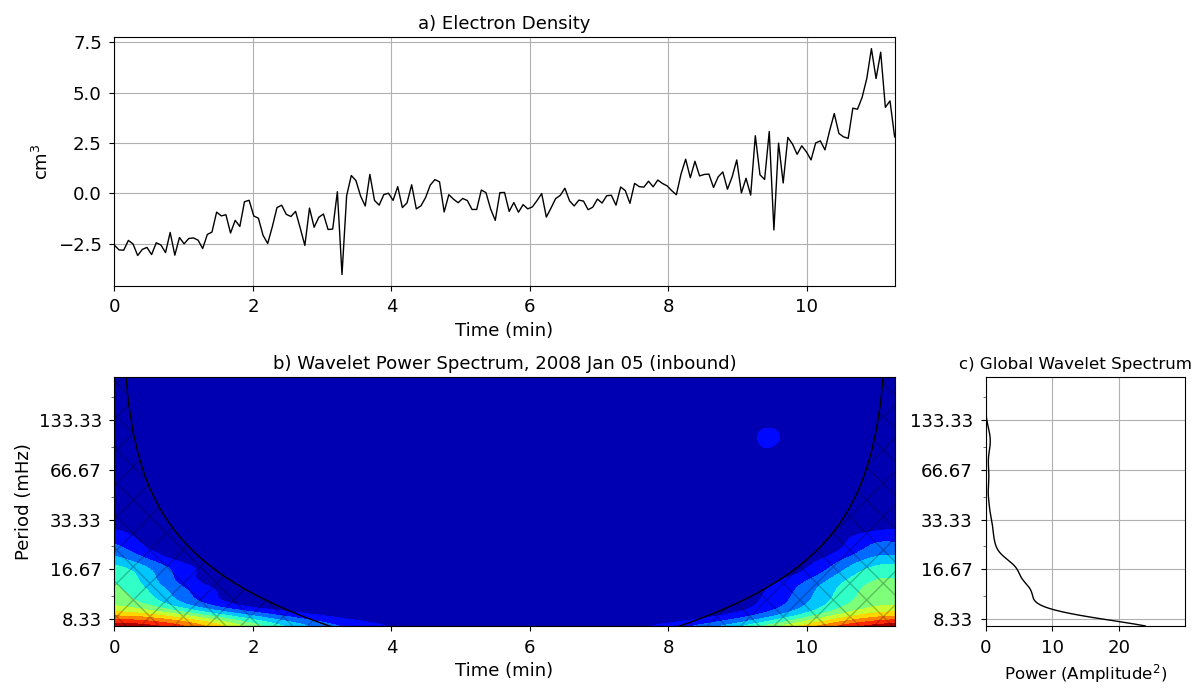 a) Electron Density
7.5
5.0
2.5
0.0
−2.5
cm³
0 2 4 6 8 10
Time (min)
b) Wavelet Power Spectrum, 2008 Jan 05 (inbound)
133.33
66.67
33.33
16.67
8.33
Period (mHz)
0 2 4 6 8 10
Time (min)
c) Global Wavelet Spectrum
133.33
66.67
33.33
16.67
8.33
0 10 20
Power (Amplitude²)